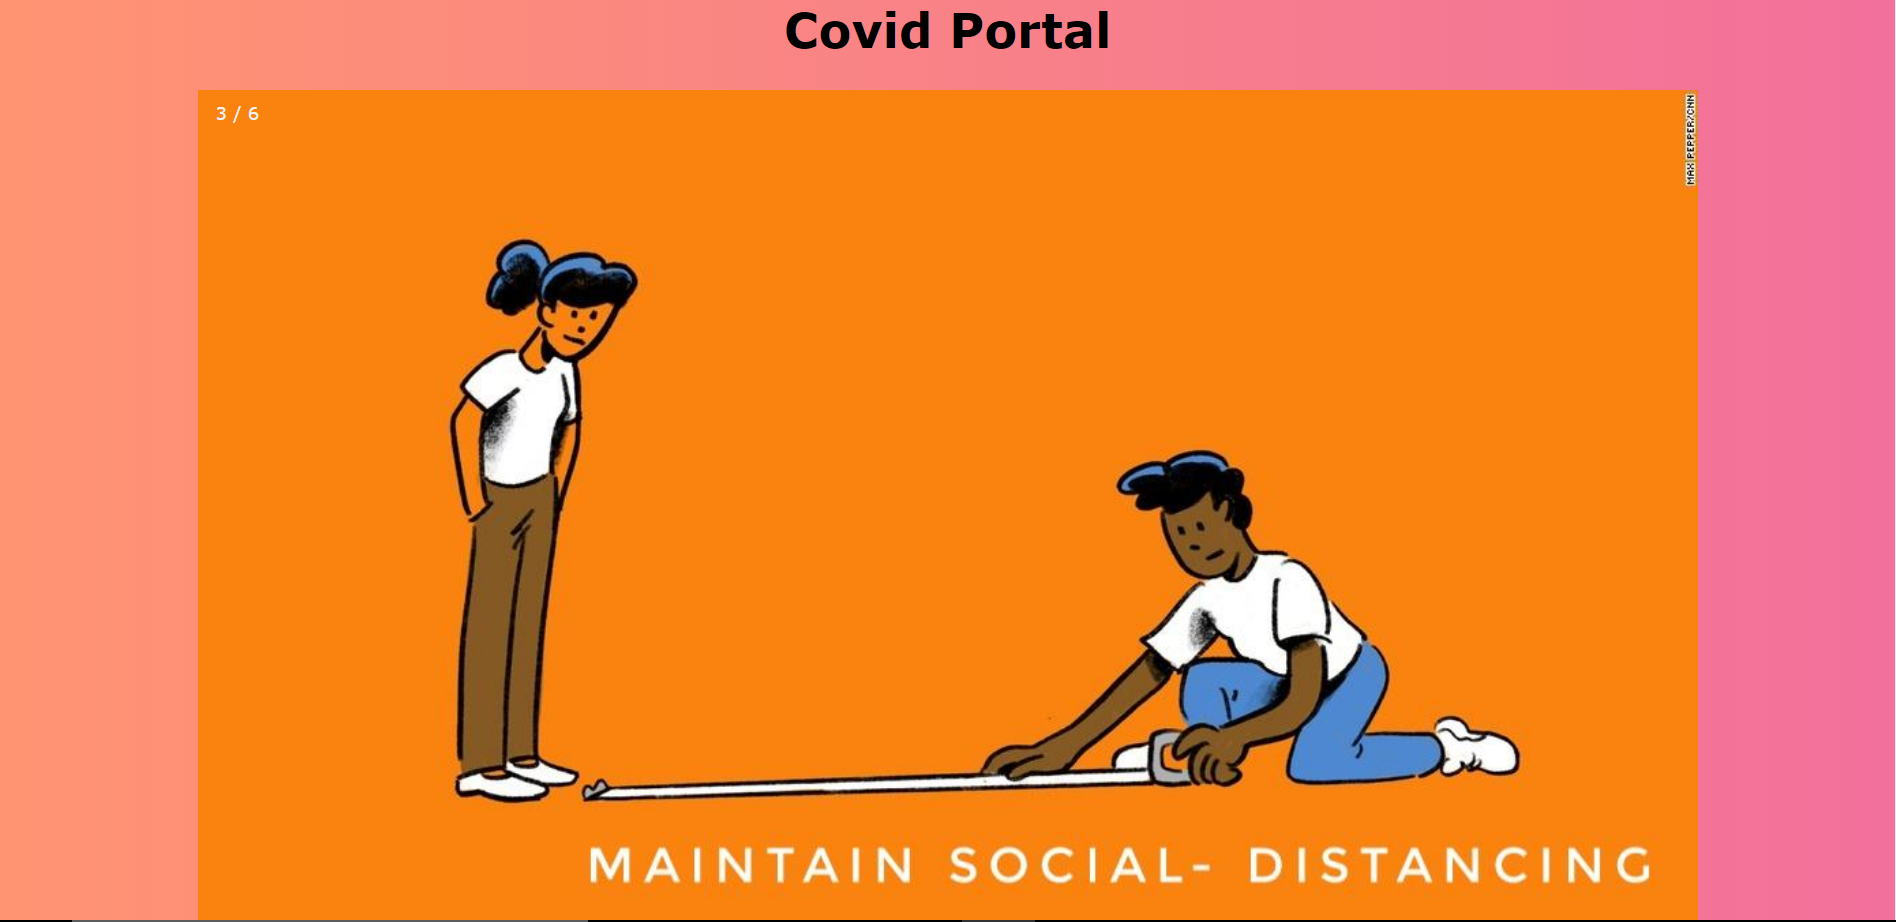 Covid Portal
3 / 6
MAX PEPPER/CNN
MAINTAIN SOCIAL- DISTANCING